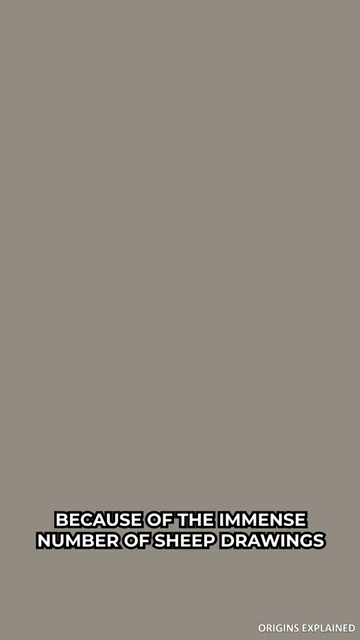 BECAUSE OF THE IMMENSE
NUMBER OF SHEEP DRAWINGS
ORIGINS EXPLAINED